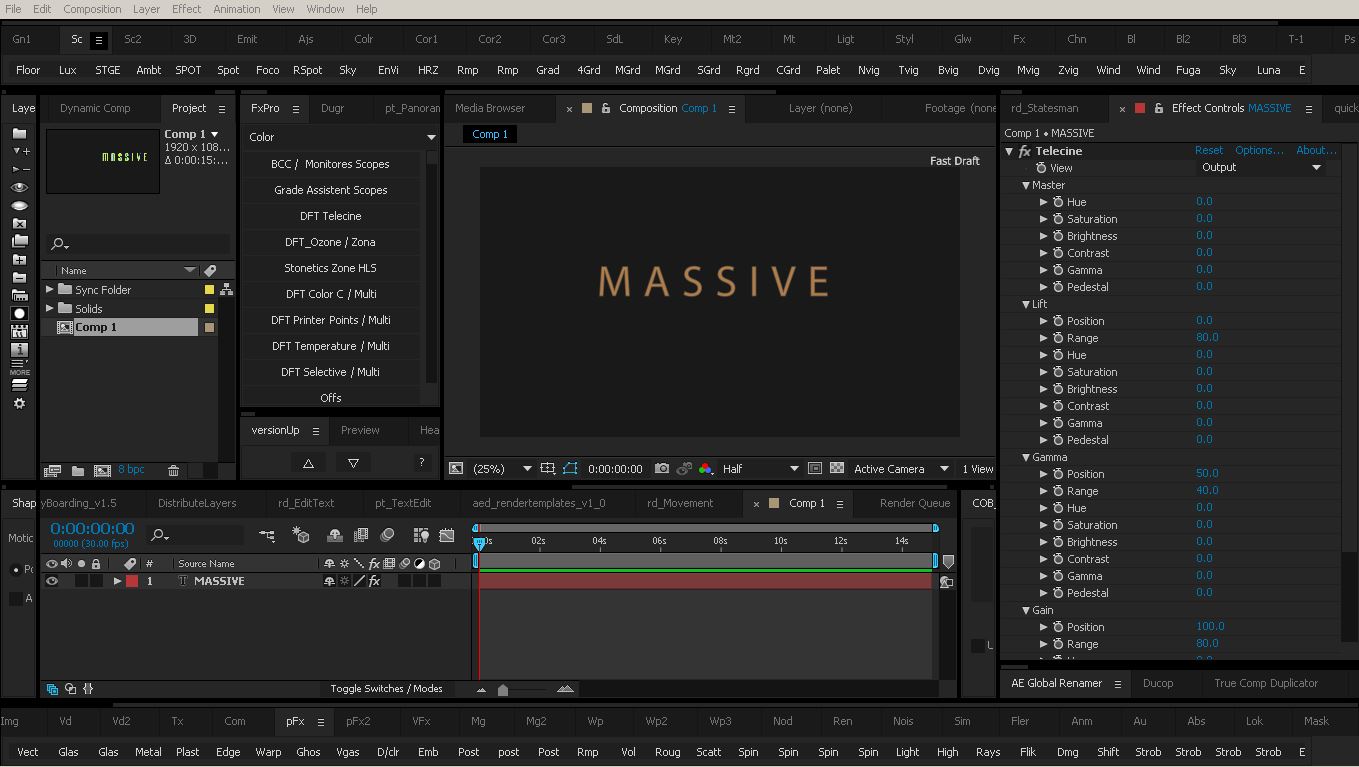 File Edit Composition Layer Effect Animation View Window Help
Gn1 Sc Sc2 3D Emit Ajs Colr Cor1 Cor2 Cor3 SdL Key Mt2 Mt Ligt Styl Glw Fx Chn Bl Bl2 Bl3 T-1 Ps
Floor Lux STGE Ambt SPOT Spot Foco RSpot Sky EnVi HRZ Rmp Rmp Grad 4Grd MGrd MGrd SGrd Rgrd CGrd Palet Nvig Tvig Bvig Dvig Mvig Zvig Wind Wind Fuga Sky Luna E
Laye Dynamic Comp Project
Comp 1
1920 x 108...
Δ 0:00:15:...
MASSIVE
Name
Sync Folder
Solids
Comp 1
MORE
8 bpc
FxPro Dugr pt_Panoran
Color
BCC / Monitores Scopes
Grade Assistent Scopes
DFT Telecine
DFT_Ozone / Zona
Stonetics Zone HLS
DFT Color C / Multi
DFT Printer Points / Multi
DFT Temperature / Multi
DFT Selective / Multi
Offs
versionUp Preview Hea
?
Media Browser × Composition Comp 1 Layer (none) Footage (none
Comp 1
Fast Draft
MASSIVE
(25%) 0:00:00:00 Half Active Camera 1 View
rd_Statesman × Effect Controls MASSIVE quick
Comp 1 • MASSIVE
fx Telecine Reset Options... About...
View Output
Master
Hue 0.0
Saturation 0.0
Brightness 0.0
Contrast 0.0
Gamma 0.0
Pedestal 0.0
Lift
Position 0.0
Range 80.0
Hue 0.0
Saturation 0.0
Brightness 0.0
Contrast 0.0
Gamma 0.0
Pedestal 0.0
Gamma
Position 50.0
Range 40.0
Hue 0.0
Saturation 0.0
Brightness 0.0
Contrast 0.0
Gamma 0.0
Pedestal 0.0
Gain
Position 100.0
Range 80.0
AE Global Renamer Ducop True Comp Duplicator
Shap yBoarding_v1.5 DistributeLayers rd_EditText pt_TextEdit aed_rendertemplates_v1_0 rd_Movement × Comp 1 Render Queue COB_
Motic
A
0:00:00:00
00000 (30.00 fps)
0s 02s 04s 06s 08s 10s 12s 14s
# Source Name fx
1 T MASSIVE fx
Toggle Switches / Modes
Img Vd Vd2 Tx Com pFx pFx2 VFx Mg Mg2 Wp Wp2 Wp3 Nod Ren Nois Sim Fler Anm Au Abs Lok Mask
Vect Glas Glas Metal Plast Edge Warp Ghos Vgas D/clr Emb Post post Post Rmp Vol Roug Scatt Spin Spin Spin Spin Light High Rays Flik Dmg Shift Strob Strob Strob Strob E